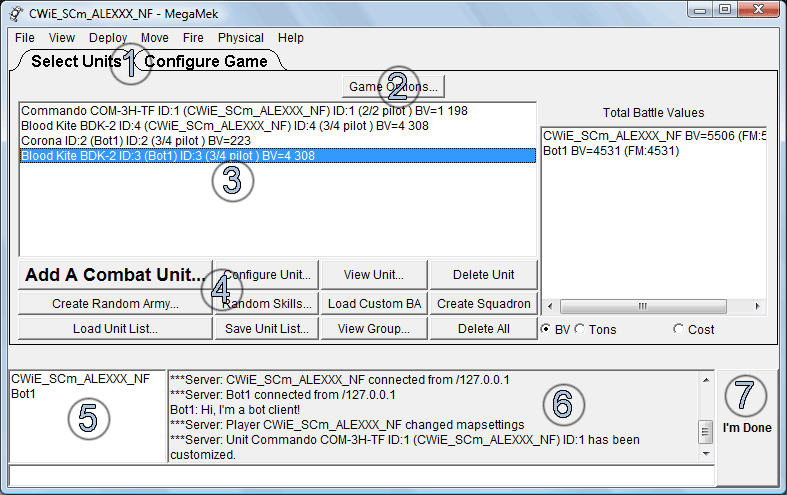 CWiE_SCm_ALEXXX_NF - MegaMek
File View Deploy Move Fire Physical Help
Select Units 1 Configure Game
Game Options... 2
Commando COM-3H-TF ID:1 (CWiE_SCm_ALEXXX_NF) ID:1 (2/2 pilot ) BV=1 198
Blood Kite BDK-2 ID:4 (CWiE_SCm_ALEXXX_NF) ID:4 (3/4 pilot ) BV=4 308
Corona ID:2 (Bot1) ID:2 (3/4 pilot ) BV=223
Blood Kite BDK-2 ID:3 (Bot1) ID:3 (3/4 pilot ) BV=4 308
3
Total Battle Values
CWiE_SCm_ALEXXX_NF BV=5506 (FM:5
Bot1 BV=4531 (FM:4531)
Add A Combat Unit... Configure Unit... View Unit... Delete Unit
4
Create Random Army... Random Skills... Load Custom BA Create Squadron
Load Unit List... Save Unit List... View Group... Delete All
BV Tons Cost
CWiE_SCm_ALEXXX_NF
Bot1
5
***Server: CWiE_SCm_ALEXXX_NF connected from /127.0.0.1
***Server: Bot1 connected from /127.0.0.1
Bot1: Hi, I'm a bot client!
***Server: Player CWiE_SCm_ALEXXX_NF changed mapsettings
***Server: Unit Commando COM-3H-TF ID:1 (CWiE_SCm_ALEXXX_NF) ID:1 has been
customized.
6
7
I'm Done